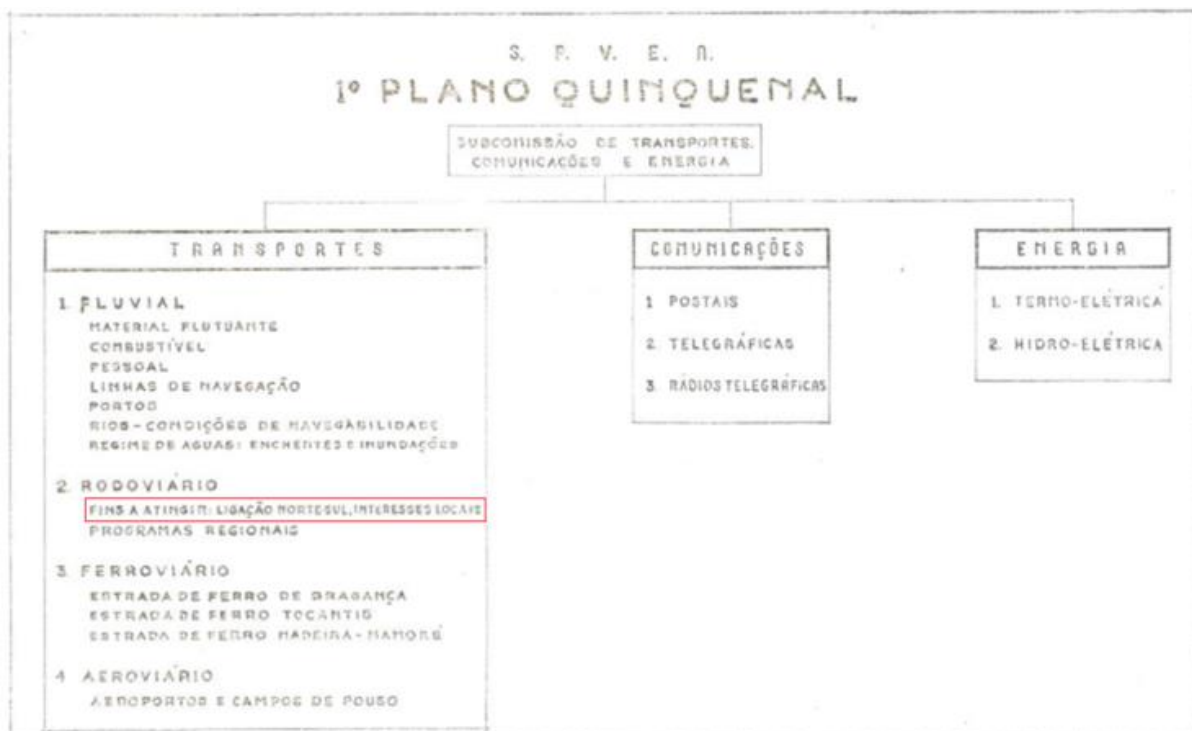 S. P. V. E. A.
1º PLANO QUINQUENAL
SUBCOMISSÃO DE TRANSPORTES,
COMUNICAÇÕES E ENERGIA
TRANSPORTES
1. FLUVIAL
MATERIAL FLUTUANTE
COMBUSTÍVEL
PESSOAL
LINHAS DE NAVEGAÇÃO
PORTOS
RIOS-CONDIÇÕES DE NAVEGABILIDADE
REGIME DE AGUAS: ENCHENTES E INUNDAÇÕES
2. RODOVIÁRIO
FINS A ATINGIR: LIGAÇÃO NORTE-SUL, INTERESSES LOCAIS
PROGRAMAS REGIONAIS
3. FERROVIÁRIO
ESTRADA DE FERRO DE BRAGANÇA
ESTRADA DE FERRO TOCANTIS
ESTRADA DE FERRO MADEIRA-MAMORÉ
4 AEROVIÁRIO
AEROPORTOS E CAMPOS DE POUSO
COMUNICAÇÕES
1 POSTAIS
2. TELEGRÁFICAS
3. RÁDIOS TELEGRÁFICAS
ENERGIA
1. TERMO-ELÉTRICA
2. HIDRO-ELÉTRICA